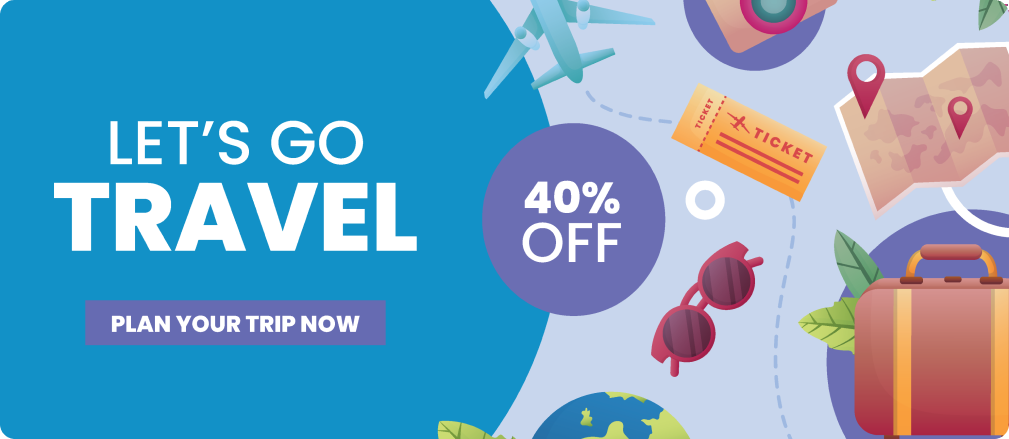 LET'S GO
TRAVEL
PLAN YOUR TRIP NOW
40%
OFF
TICKET
TICKET